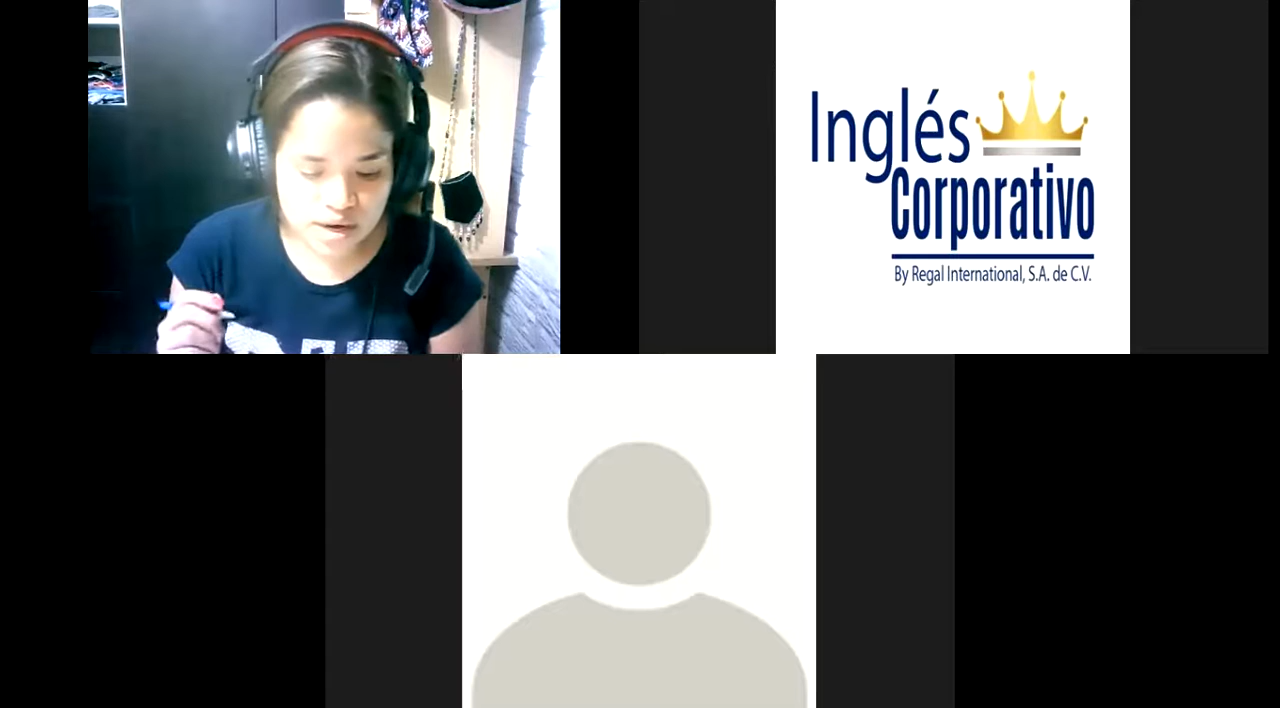 Inglés
Corporativo
By Regal International, S.A. de C.V.